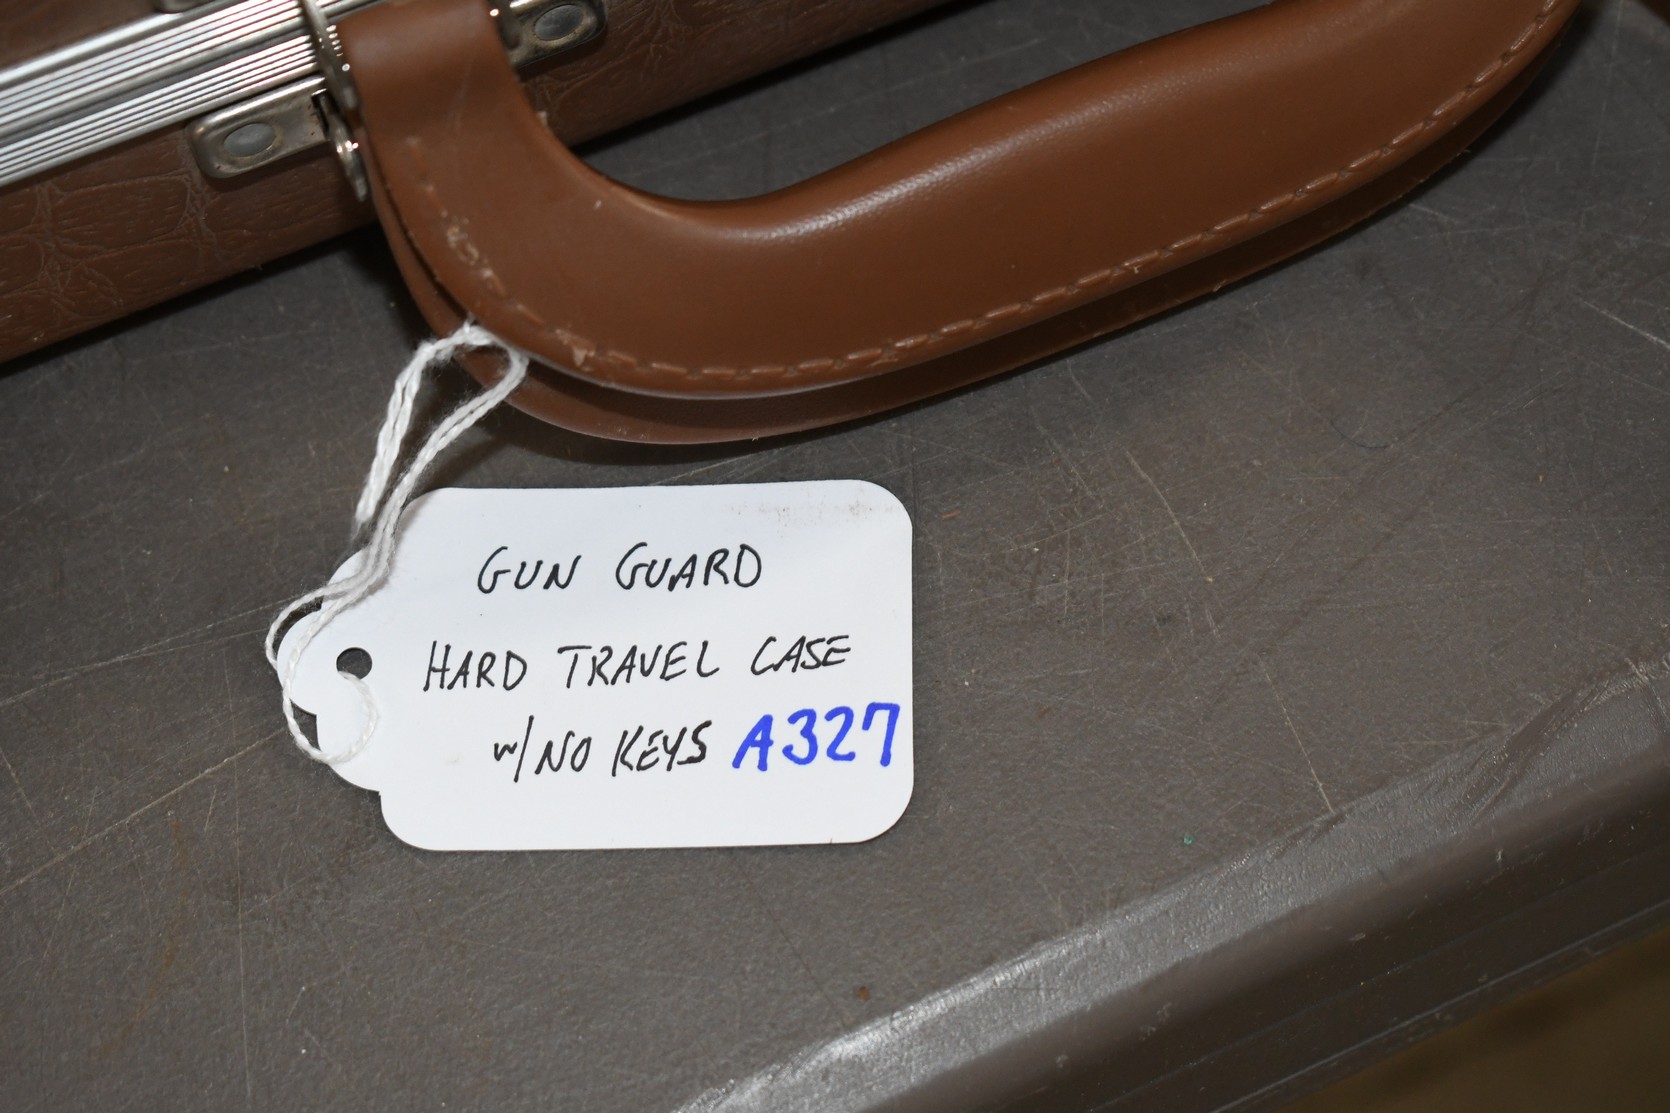 GUN GUARD
HARD TRAVEL CASE
w/ NO KEYS A327